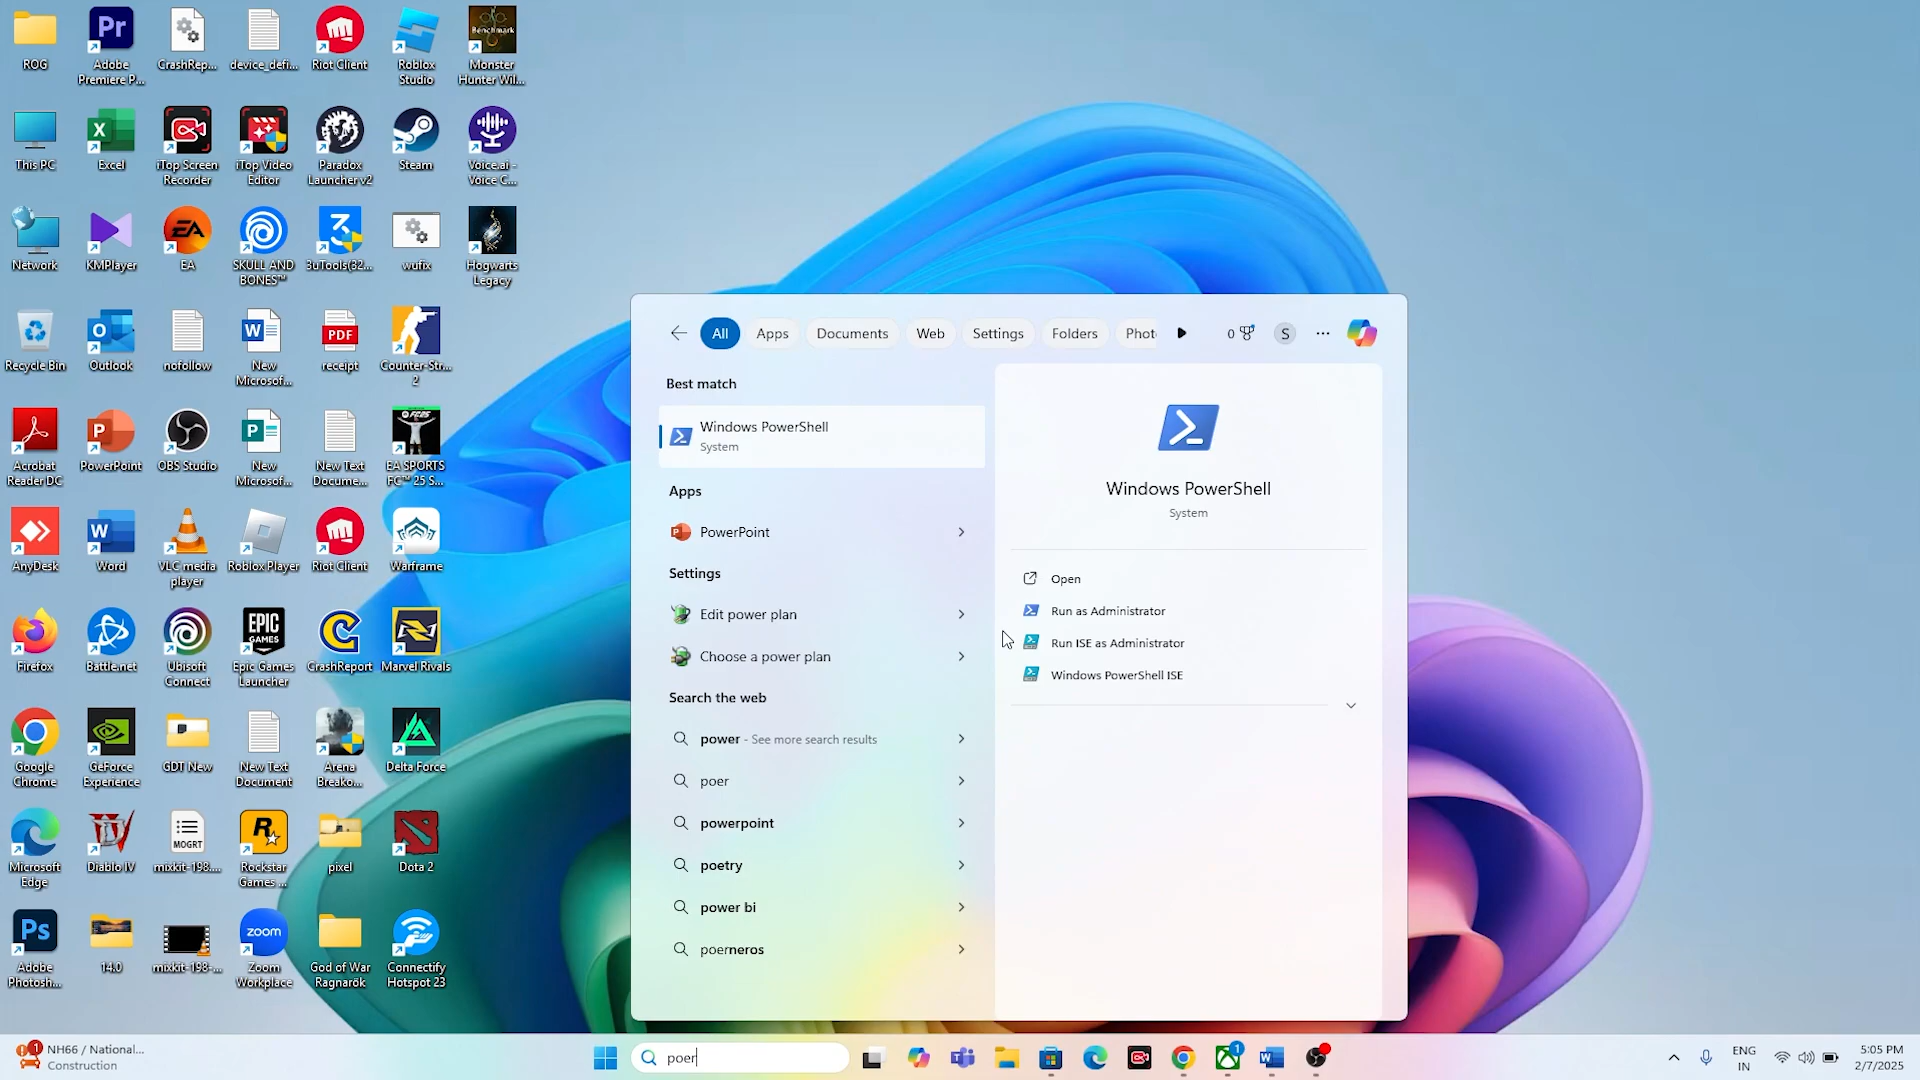 ROG
Adobe
Premiere P...
CrashRep...
device_defi...
Riot Client
Roblox
Studio
Benchmark
Monster
Hunter Wil...
This PC
Excel
iTop Screen
Recorder
iTop Video
Editor
Paradox
Launcher v2
Steam
Voice.ai -
Voice C...
Network
KMPlayer
EA
SKULL AND
BONES™
3uTools(32...
wufix
Hogwarts
Legacy
Recycle Bin
Outlook
nofollow
New
Microsof...
PDF
receipt
Counter-Str...
2
Acrobat
Reader DC
PowerPoint
OBS Studio
New
Microsof...
New Text
Docume...
EA SPORTS
FC™ 25 S...
AnyDesk
Word
VLC media
player
Roblox Player
Riot Client
Warframe
Firefox
Battle.net
Ubisoft
Connect
EPIC
GAMES
Epic Games
Launcher
CrashReport
Marvel Rivals
Google
Chrome
GeForce
Experience
GDT New
New Text
Document
Arena
Breako...
Delta Force
Microsoft
Edge
Diablo IV
MOGRT
mixkit-198....
Rockstar
Games ...
pixel
Dota 2
Adobe
Photosh...
14.0
mixkit-198-...
zoom
Zoom
Workplace
God of War
Ragnarök
Connectify
Hotspot 23
All
Apps
Documents
Web
Settings
Folders
Phot
0
S
Best match
Windows PowerShell
System
Apps
PowerPoint
Settings
Edit power plan
Choose a power plan
Search the web
power - See more search results
poer
powerpoint
poetry
power bi
poerneros
Windows PowerShell
System
Open
Run as Administrator
Run ISE as Administrator
Windows PowerShell ISE
1
NH66 / National...
Construction
poer
1
ENG
IN
5:05 PM
2/7/2025